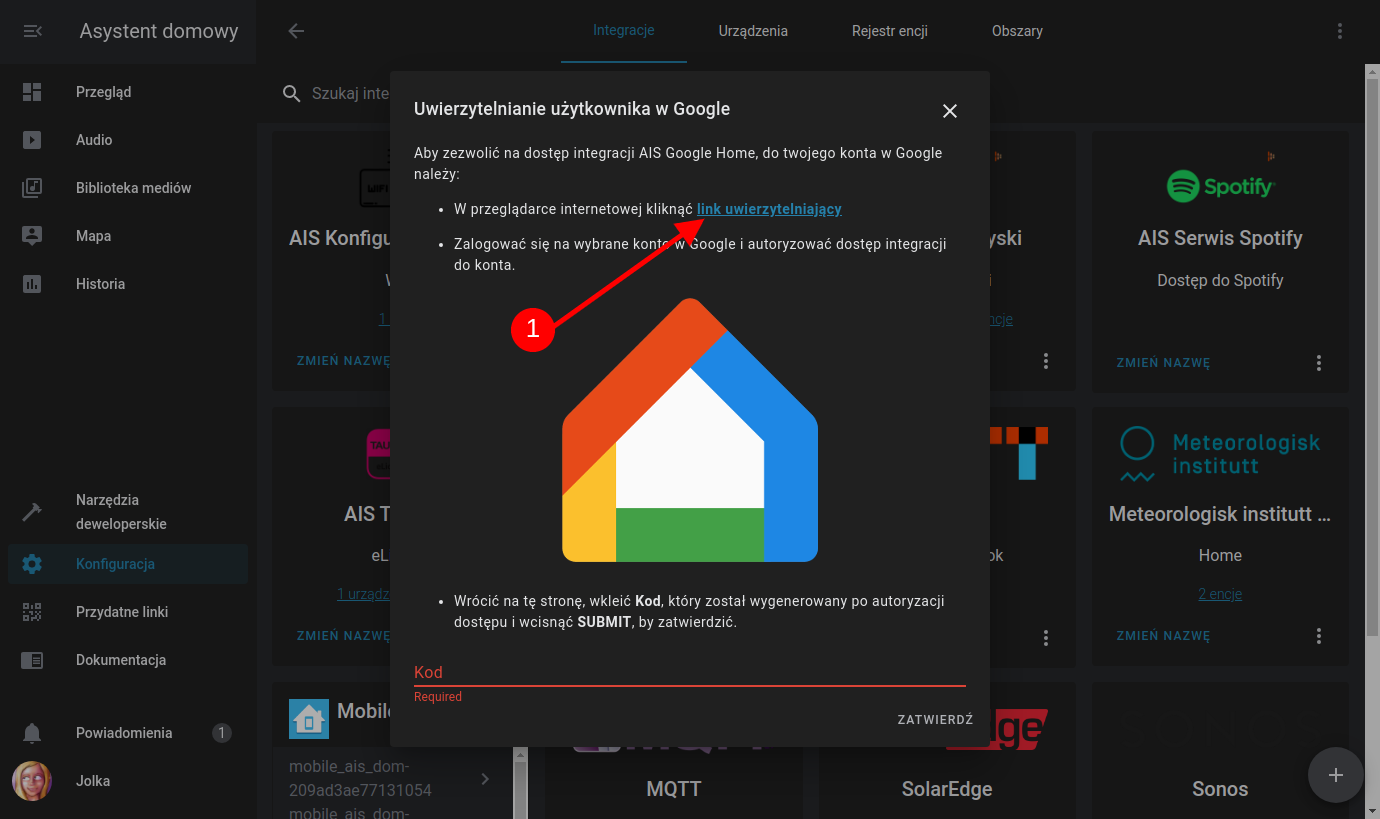 Asystent domowy
Integracje
Urządzenia
Rejestr encji
Obszary
Przegląd
Audio
Biblioteka mediów
Mapa
Historia
Narzędzia
deweloperskie
Konfiguracja
Przydatne linki
Dokumentacja
Powiadomienia
1
Jolka
Szukaj inte
Uwierzytelnianie użytkownika w Google
Aby zezwolić na dostęp integracji AIS Google Home, do twojego konta w Google
należy:
• W przeglądarce internetowej kliknąć link uwierzytelniający
• Zalogować się na wybrane konto w Google i autoryzować dostęp integracji
do konta.
1
• Wrócić na tę stronę, wkleić Kod, który został wygenerowany po autoryzacji
dostępu i wcisnąć SUBMIT, by zatwierdzić.
Kod
Required
ZATWIERDŹ
WIFI
AIS Konfigu
1
ZMIEŃ NAZWĘ
yski
encje
Spotify
AIS Serwis Spotify
Dostęp do Spotify
ZMIEŃ NAZWĘ
TAU
AIS T
eL
1 urządz
ZMIEŃ NAZWĘ
ok
Meteorologisk
institutt
Meteorologisk institutt ...
Home
2 encje
ZMIEŃ NAZWĘ
Mobile
mobile_ais_dom-
209ad3ae77131054
mobile_ais_dom-
MQTT
ge
SolarEdge
Sonos